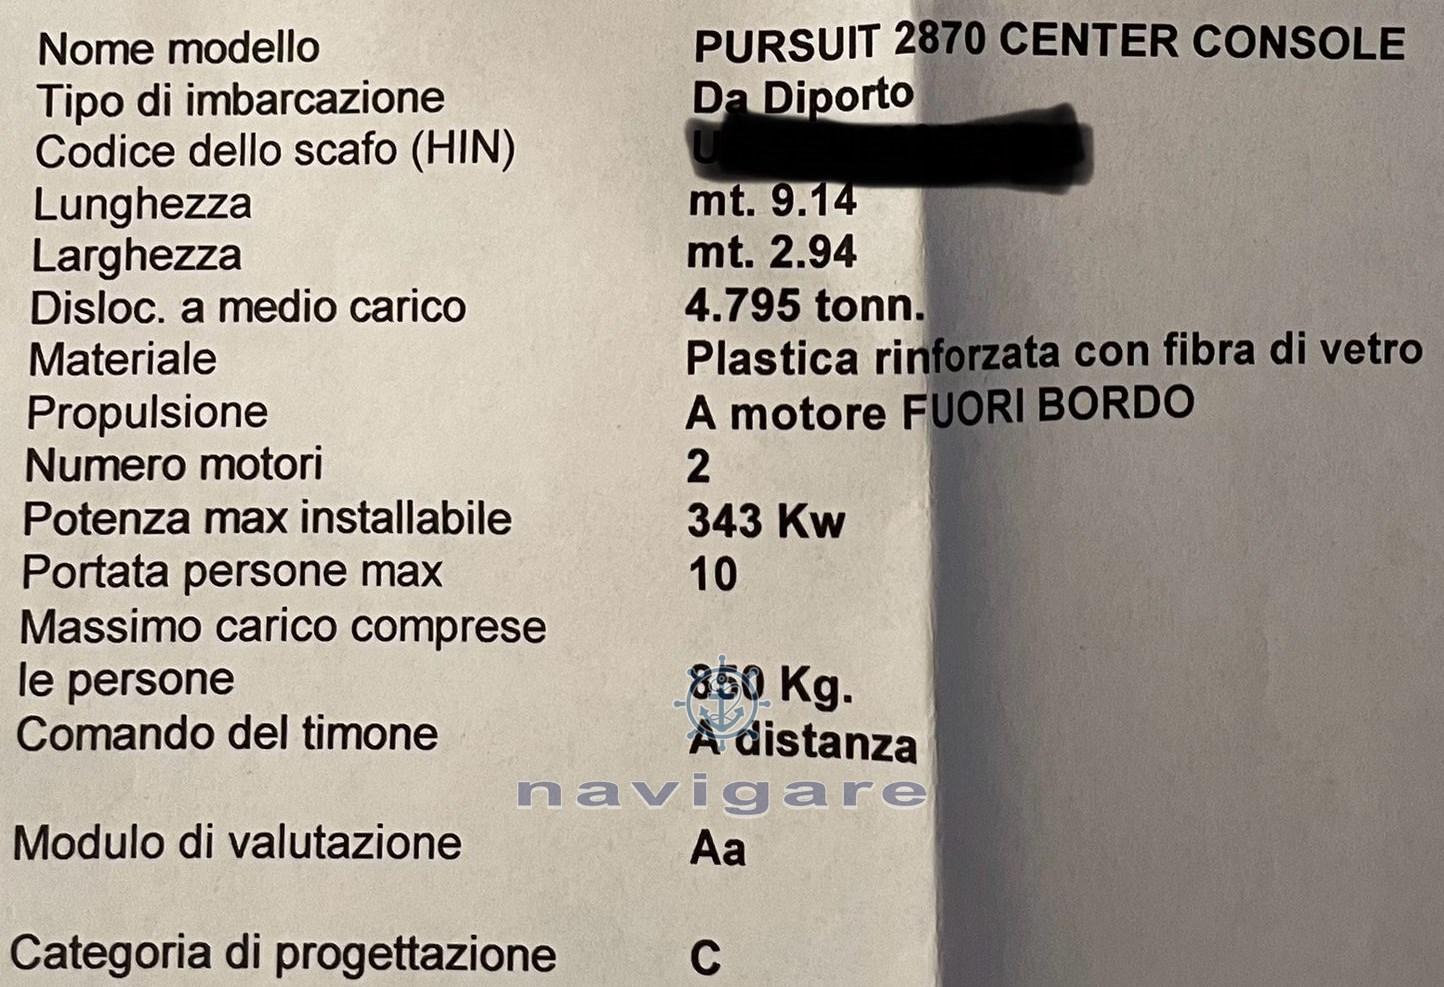 Nome modello PURSUIT 2870 CENTER CONSOLE
Tipo di imbarcazione Da Diporto
Codice dello scafo (HIN) U
Lunghezza mt. 9.14
Larghezza mt. 2.94
Disloc. a medio carico 4.795 tonn.
Materiale Plastica rinforzata con fibra di vetro
Propulsione A motore FUORI BORDO
Numero motori 2
Potenza max installabile 343 Kw
Portata persone max 10
Massimo carico comprese
le persone 850 Kg.
Comando del timone A distanza
navigare
Modulo di valutazione Aa
Categoria di progettazione C